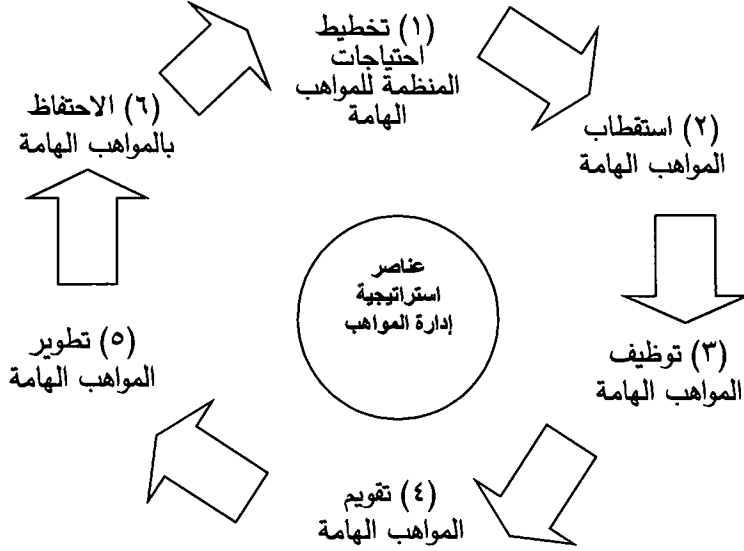 (١) تخطيط
احتياجات
المنظمة للمواهب
الهامة
(٢) استقطاب
المواهب الهامة
(٣) توظيف
المواهب الهامة
(٤) تقويم
المواهب الهامة
(٥) تطوير
المواهب الهامة
(٦) الاحتفاظ
بالمواهب الهامة
عناصر
استراتيجية
إدارة المواهب